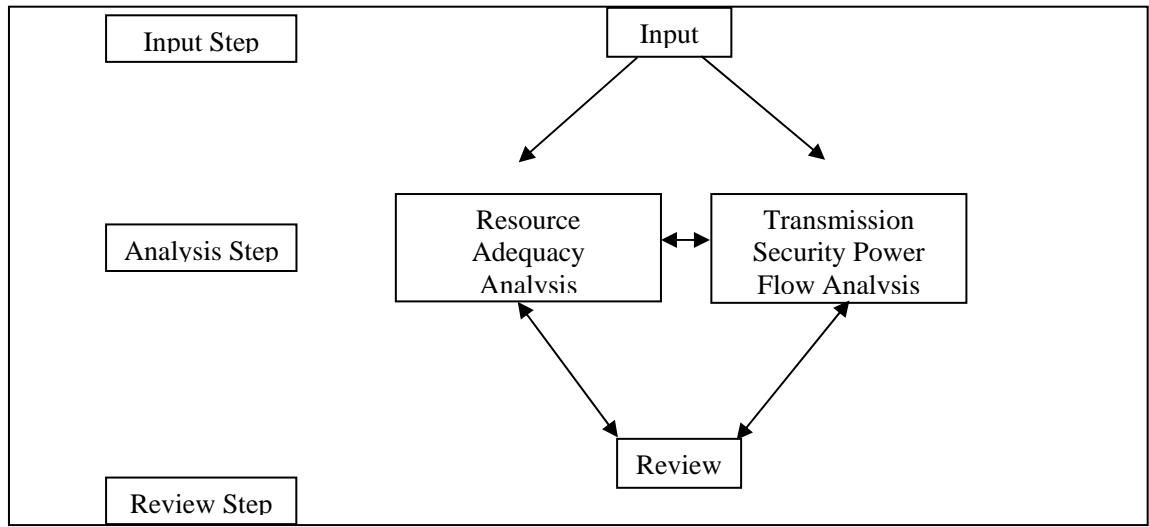 Input Step
Input
Resource
Adequacy
Analysis
Transmission
Security Power
Flow Analysis
Analysis Step
Review
Review Step